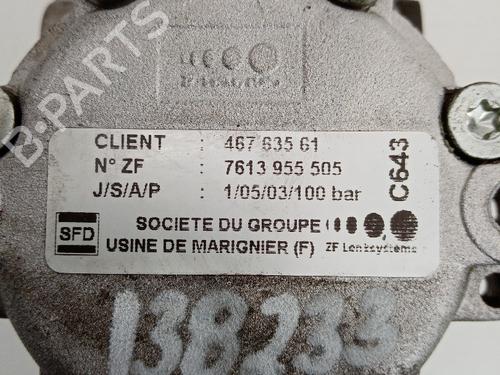 B-PARTS
CLIENT : 467 635 61
N° ZF : 7613 955 505
J/S/A/P : 1/05/03/100 bar
C643
SFD
SOCIETE DU GROUPE
USINE DE MARIGNIER (F) ZF Lenksysteme
138233